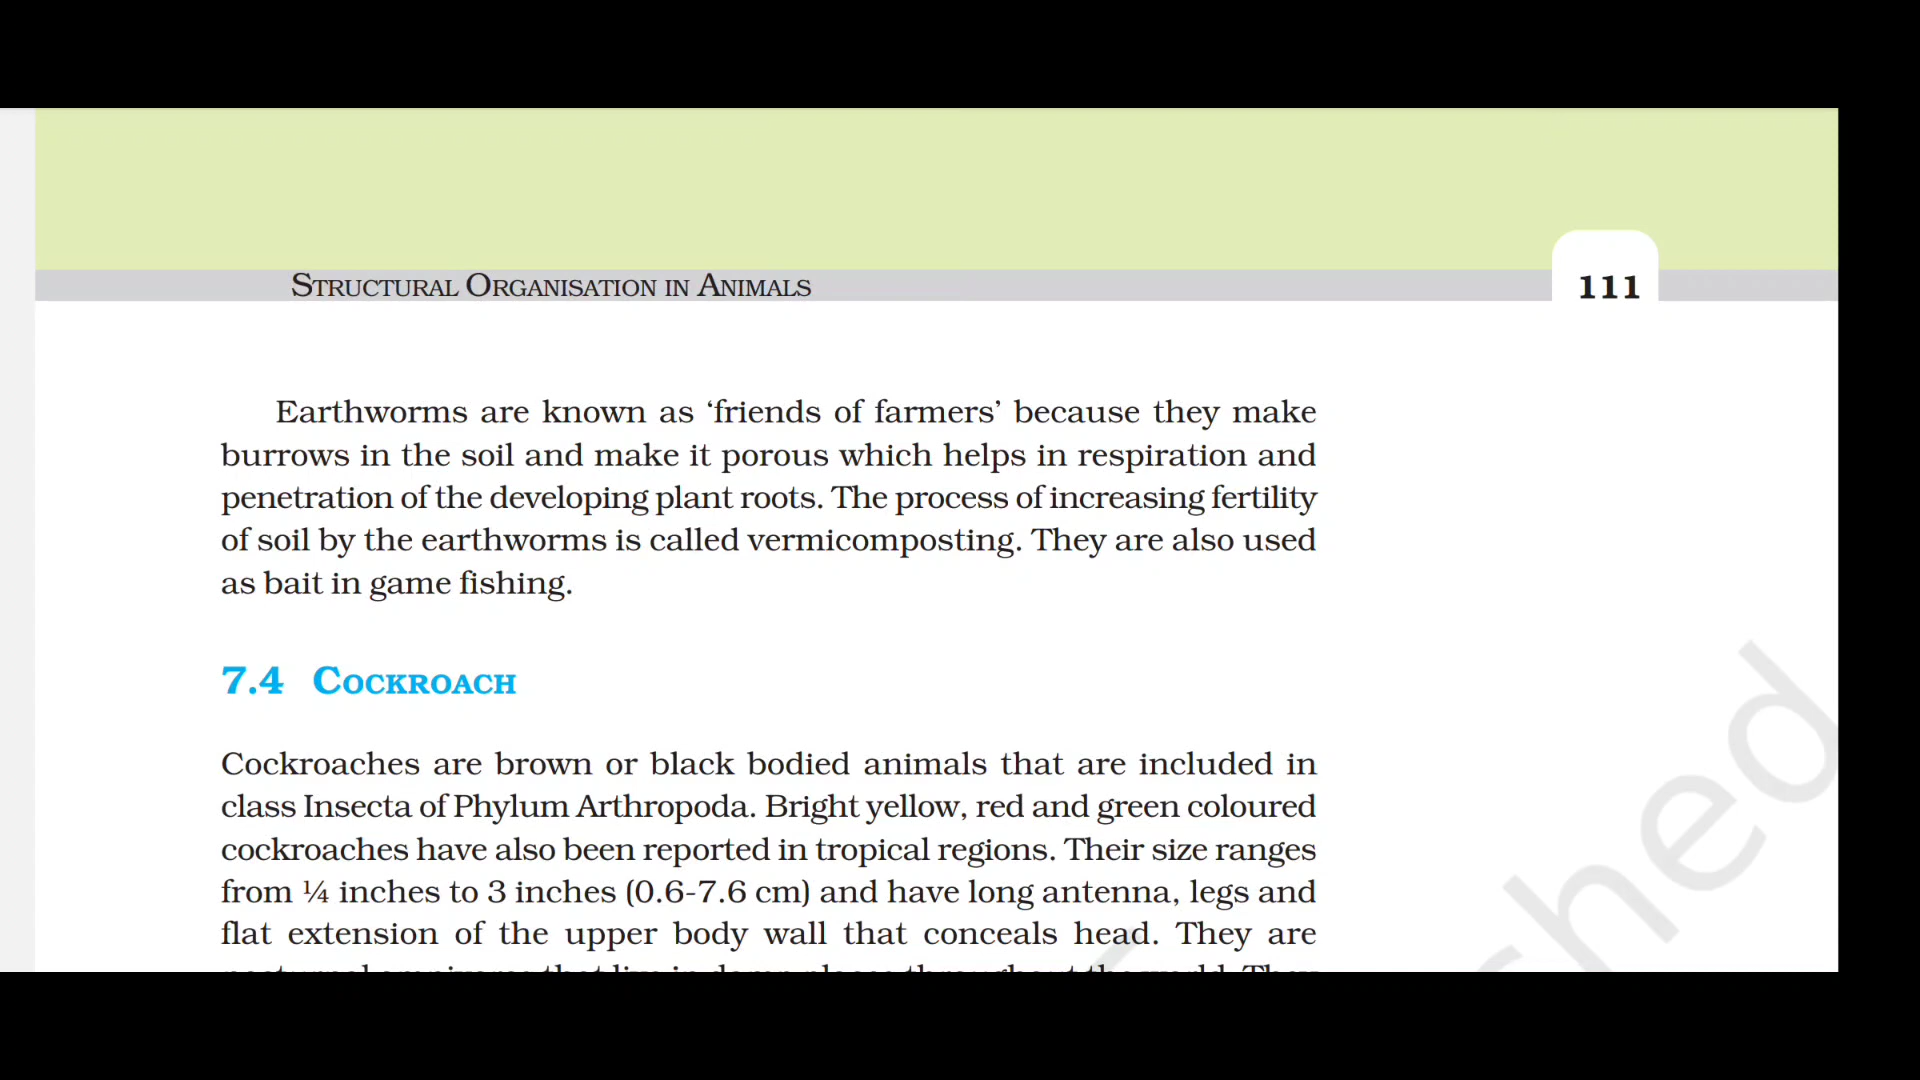 STRUCTURAL ORGANISATION IN ANIMALS
111
Earthworms are known as ‘friends of farmers’ because they make
burrows in the soil and make it porous which helps in respiration and
penetration of the developing plant roots. The process of increasing fertility
of soil by the earthworms is called vermicomposting. They are also used
as bait in game fishing.
7.4 COCKROACH
Cockroaches are brown or black bodied animals that are included in
class Insecta of Phylum Arthropoda. Bright yellow, red and green coloured
cockroaches have also been reported in tropical regions. Their size ranges
from ¼ inches to 3 inches (0.6-7.6 cm) and have long antenna, legs and
flat extension of the upper body wall that conceals head. They are